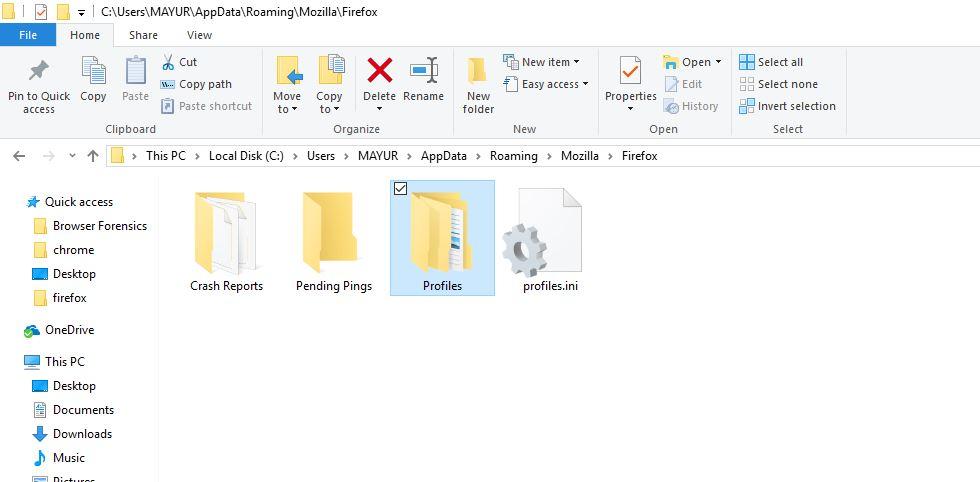 C:\Users\MAYUR\AppData\Roaming\Mozilla\Firefox
File Home Share View
Pin to Quick access
Copy
Paste
Cut
Copy path
Paste shortcut
Clipboard
Move to
Copy to
Delete
Rename
Organize
New folder
New item
Easy access
New
Properties
Open
Edit
History
Open
Select all
Select none
Invert selection
Select
This PC > Local Disk (C:) > Users > MAYUR > AppData > Roaming > Mozilla > Firefox
Quick access
Browser Forensics
chrome
Desktop
firefox
OneDrive
This PC
Desktop
Documents
Downloads
Music
Pictures
Crash Reports
Pending Pings
Profiles
profiles.ini